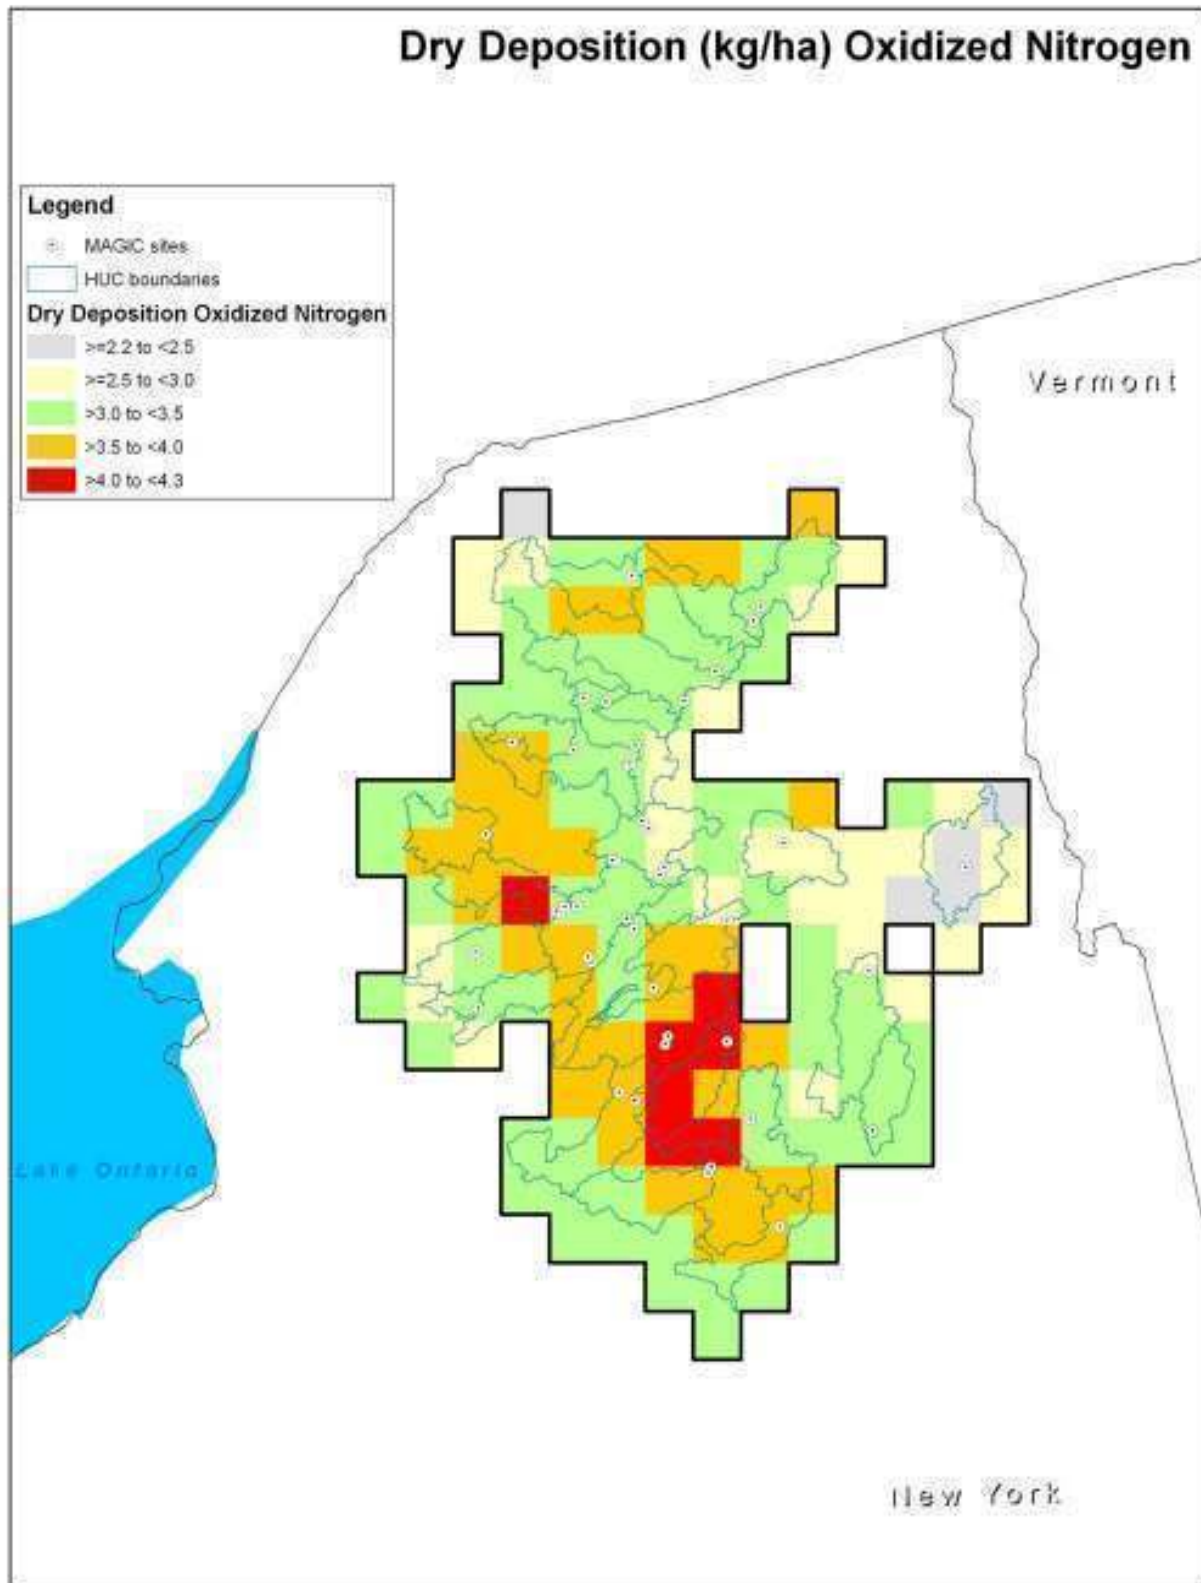 Dry Deposition (kg/ha) Oxidized Nitrogen
Legend
MAGIC sites
HUC boundaries
Dry Deposition Oxidized Nitrogen
>=2.2 to <2.5
>=2.5 to <3.0
>3.0 to <3.5
>3.5 to <4.0
>4.0 to <4.3
Vermont
Lake Ontario
New York